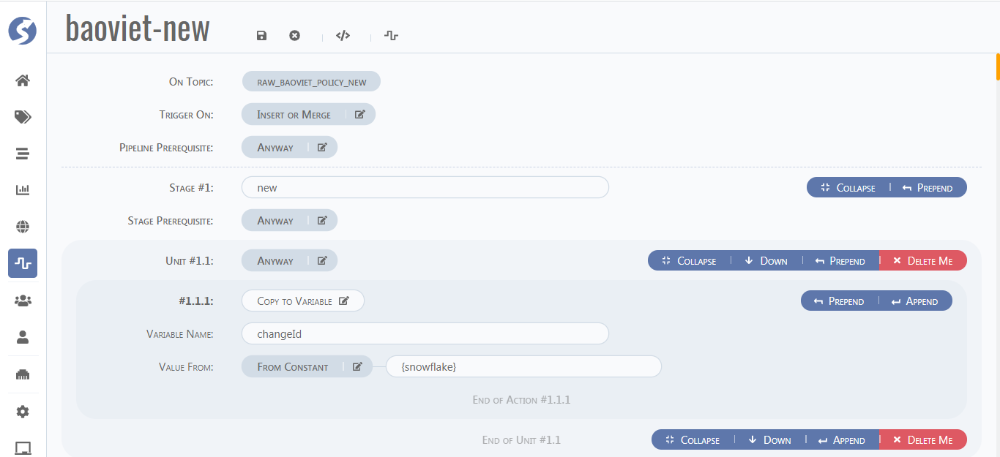 baoviet-new
On Topic: RAW_BAOVIET_POLICY_NEW
Trigger On: Insert or Merge
Pipeline Prerequisite: Anyway
Stage #1: new Collapse Prepend
Stage Prerequisite: Anyway
Unit #1.1: Anyway Collapse Down Prepend Delete Me
#1.1.1: Copy to Variable Prepend Append
Variable Name: changeId
Value From: From Constant {snowflake}
End of Action #1.1.1
End of Unit #1.1 Collapse Down Append Delete Me